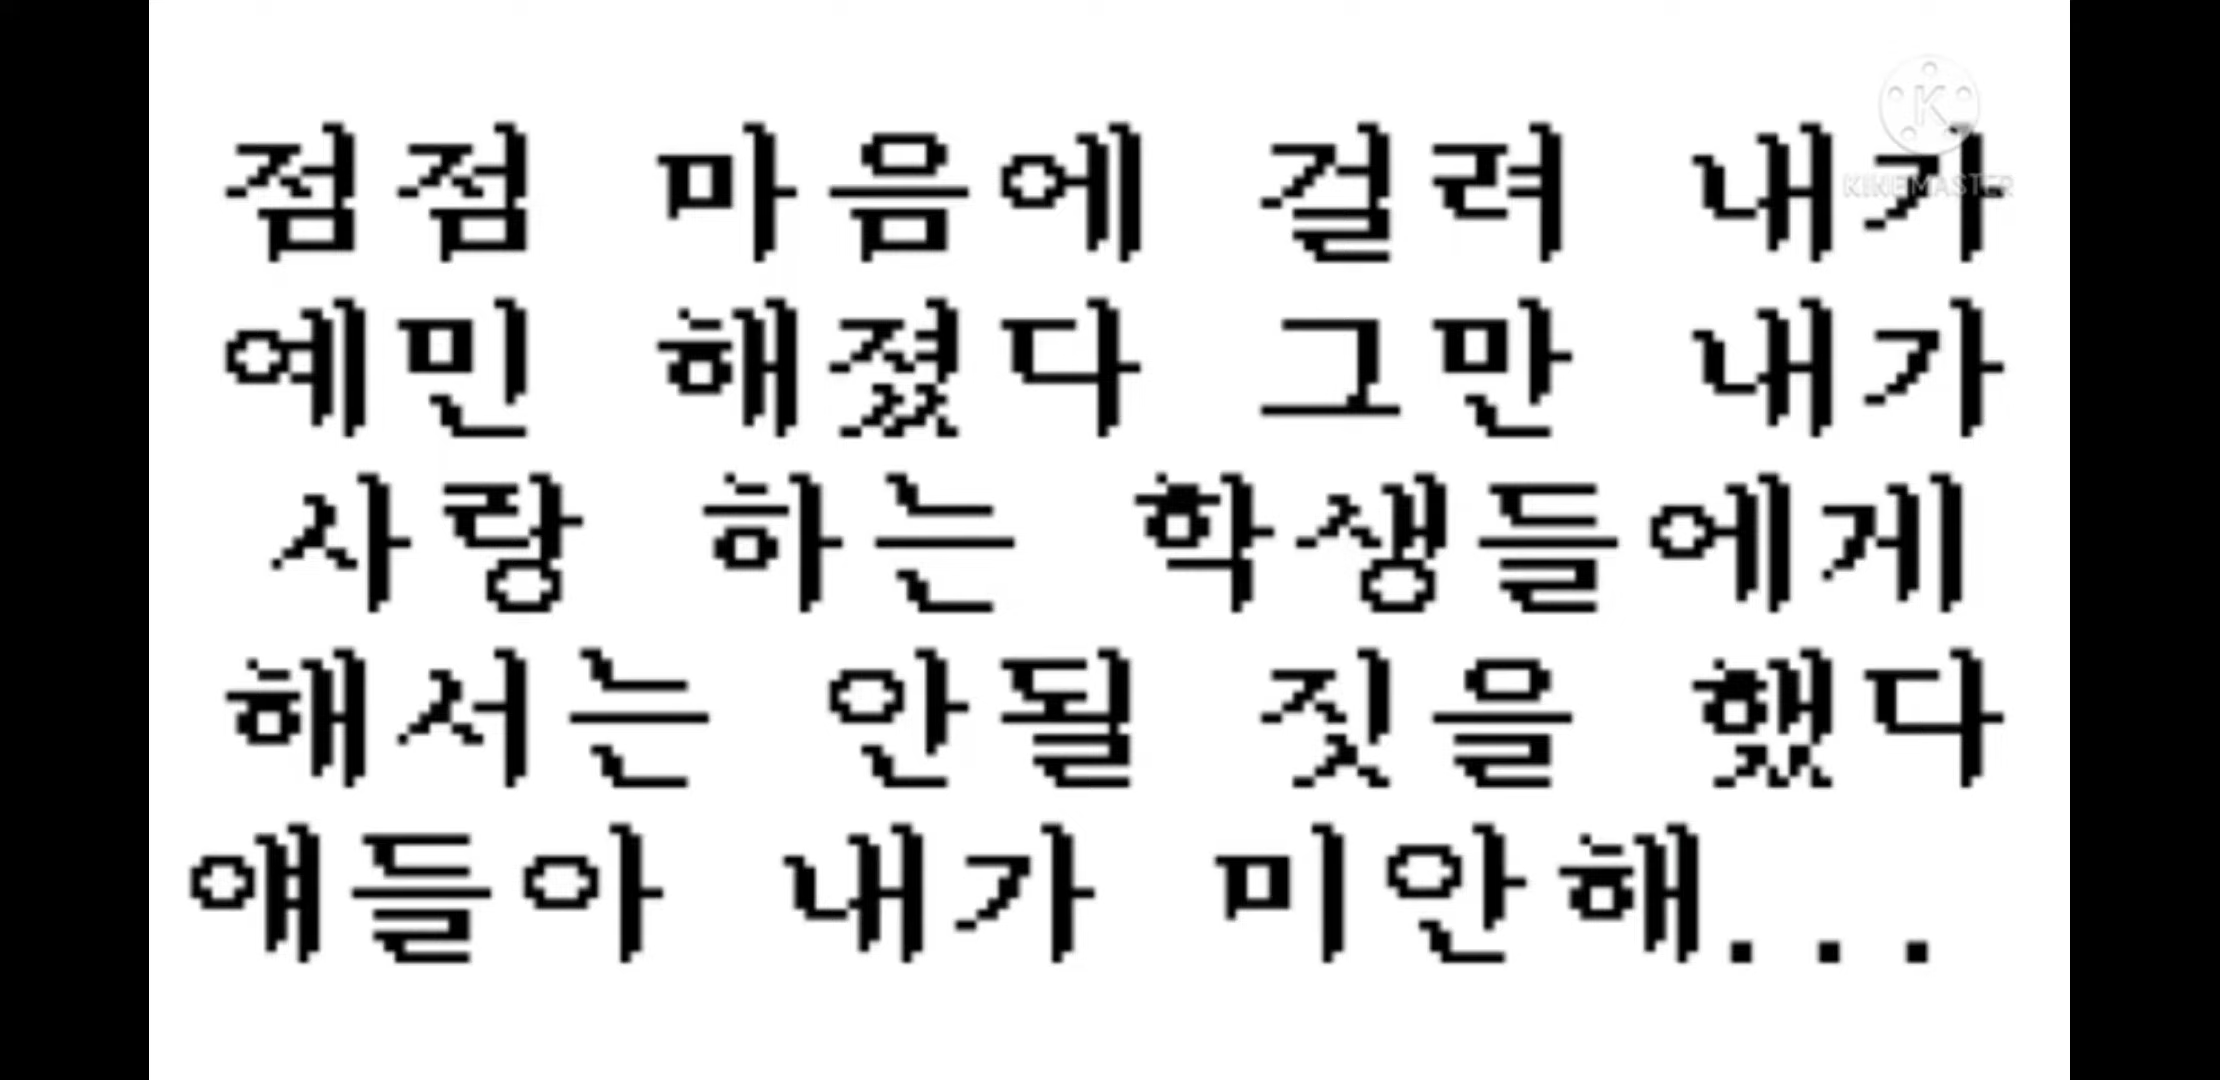 점점 마음에 걸려 내가
예민 해졌다 그만 내가
사랑 하는 학생들에게
해서는 안될 짓을 했다
얘들아 내가 미안해...
KINEMASTER